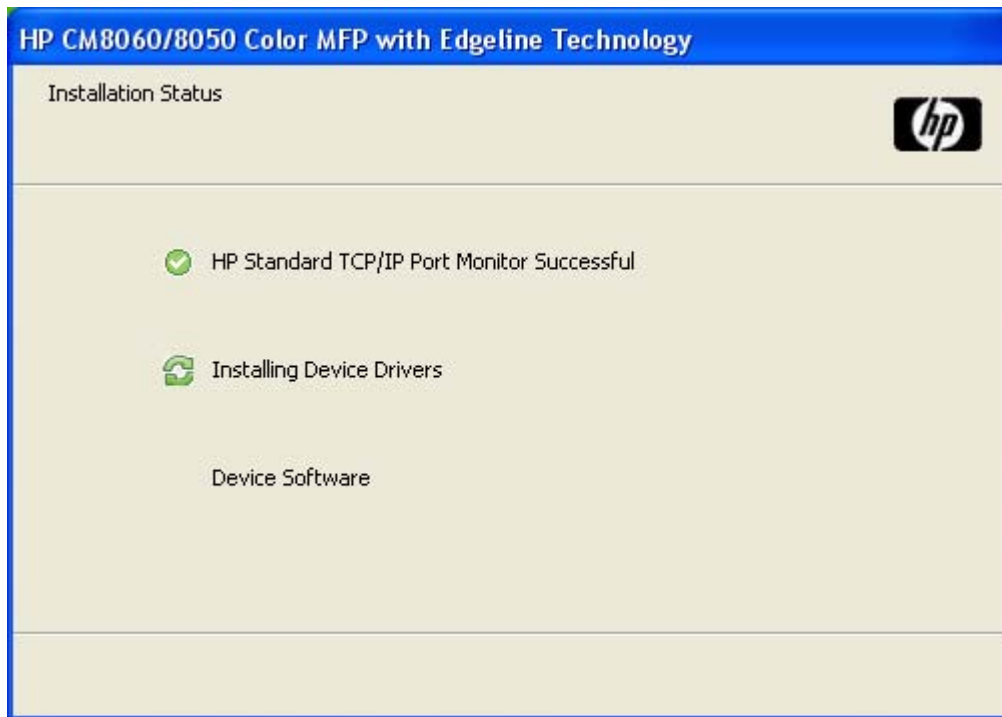 HP CM8060/8050 Color MFP with Edgeline Technology
Installation Status
hp
HP Standard TCP/IP Port Monitor Successful
Installing Device Drivers
Device Software